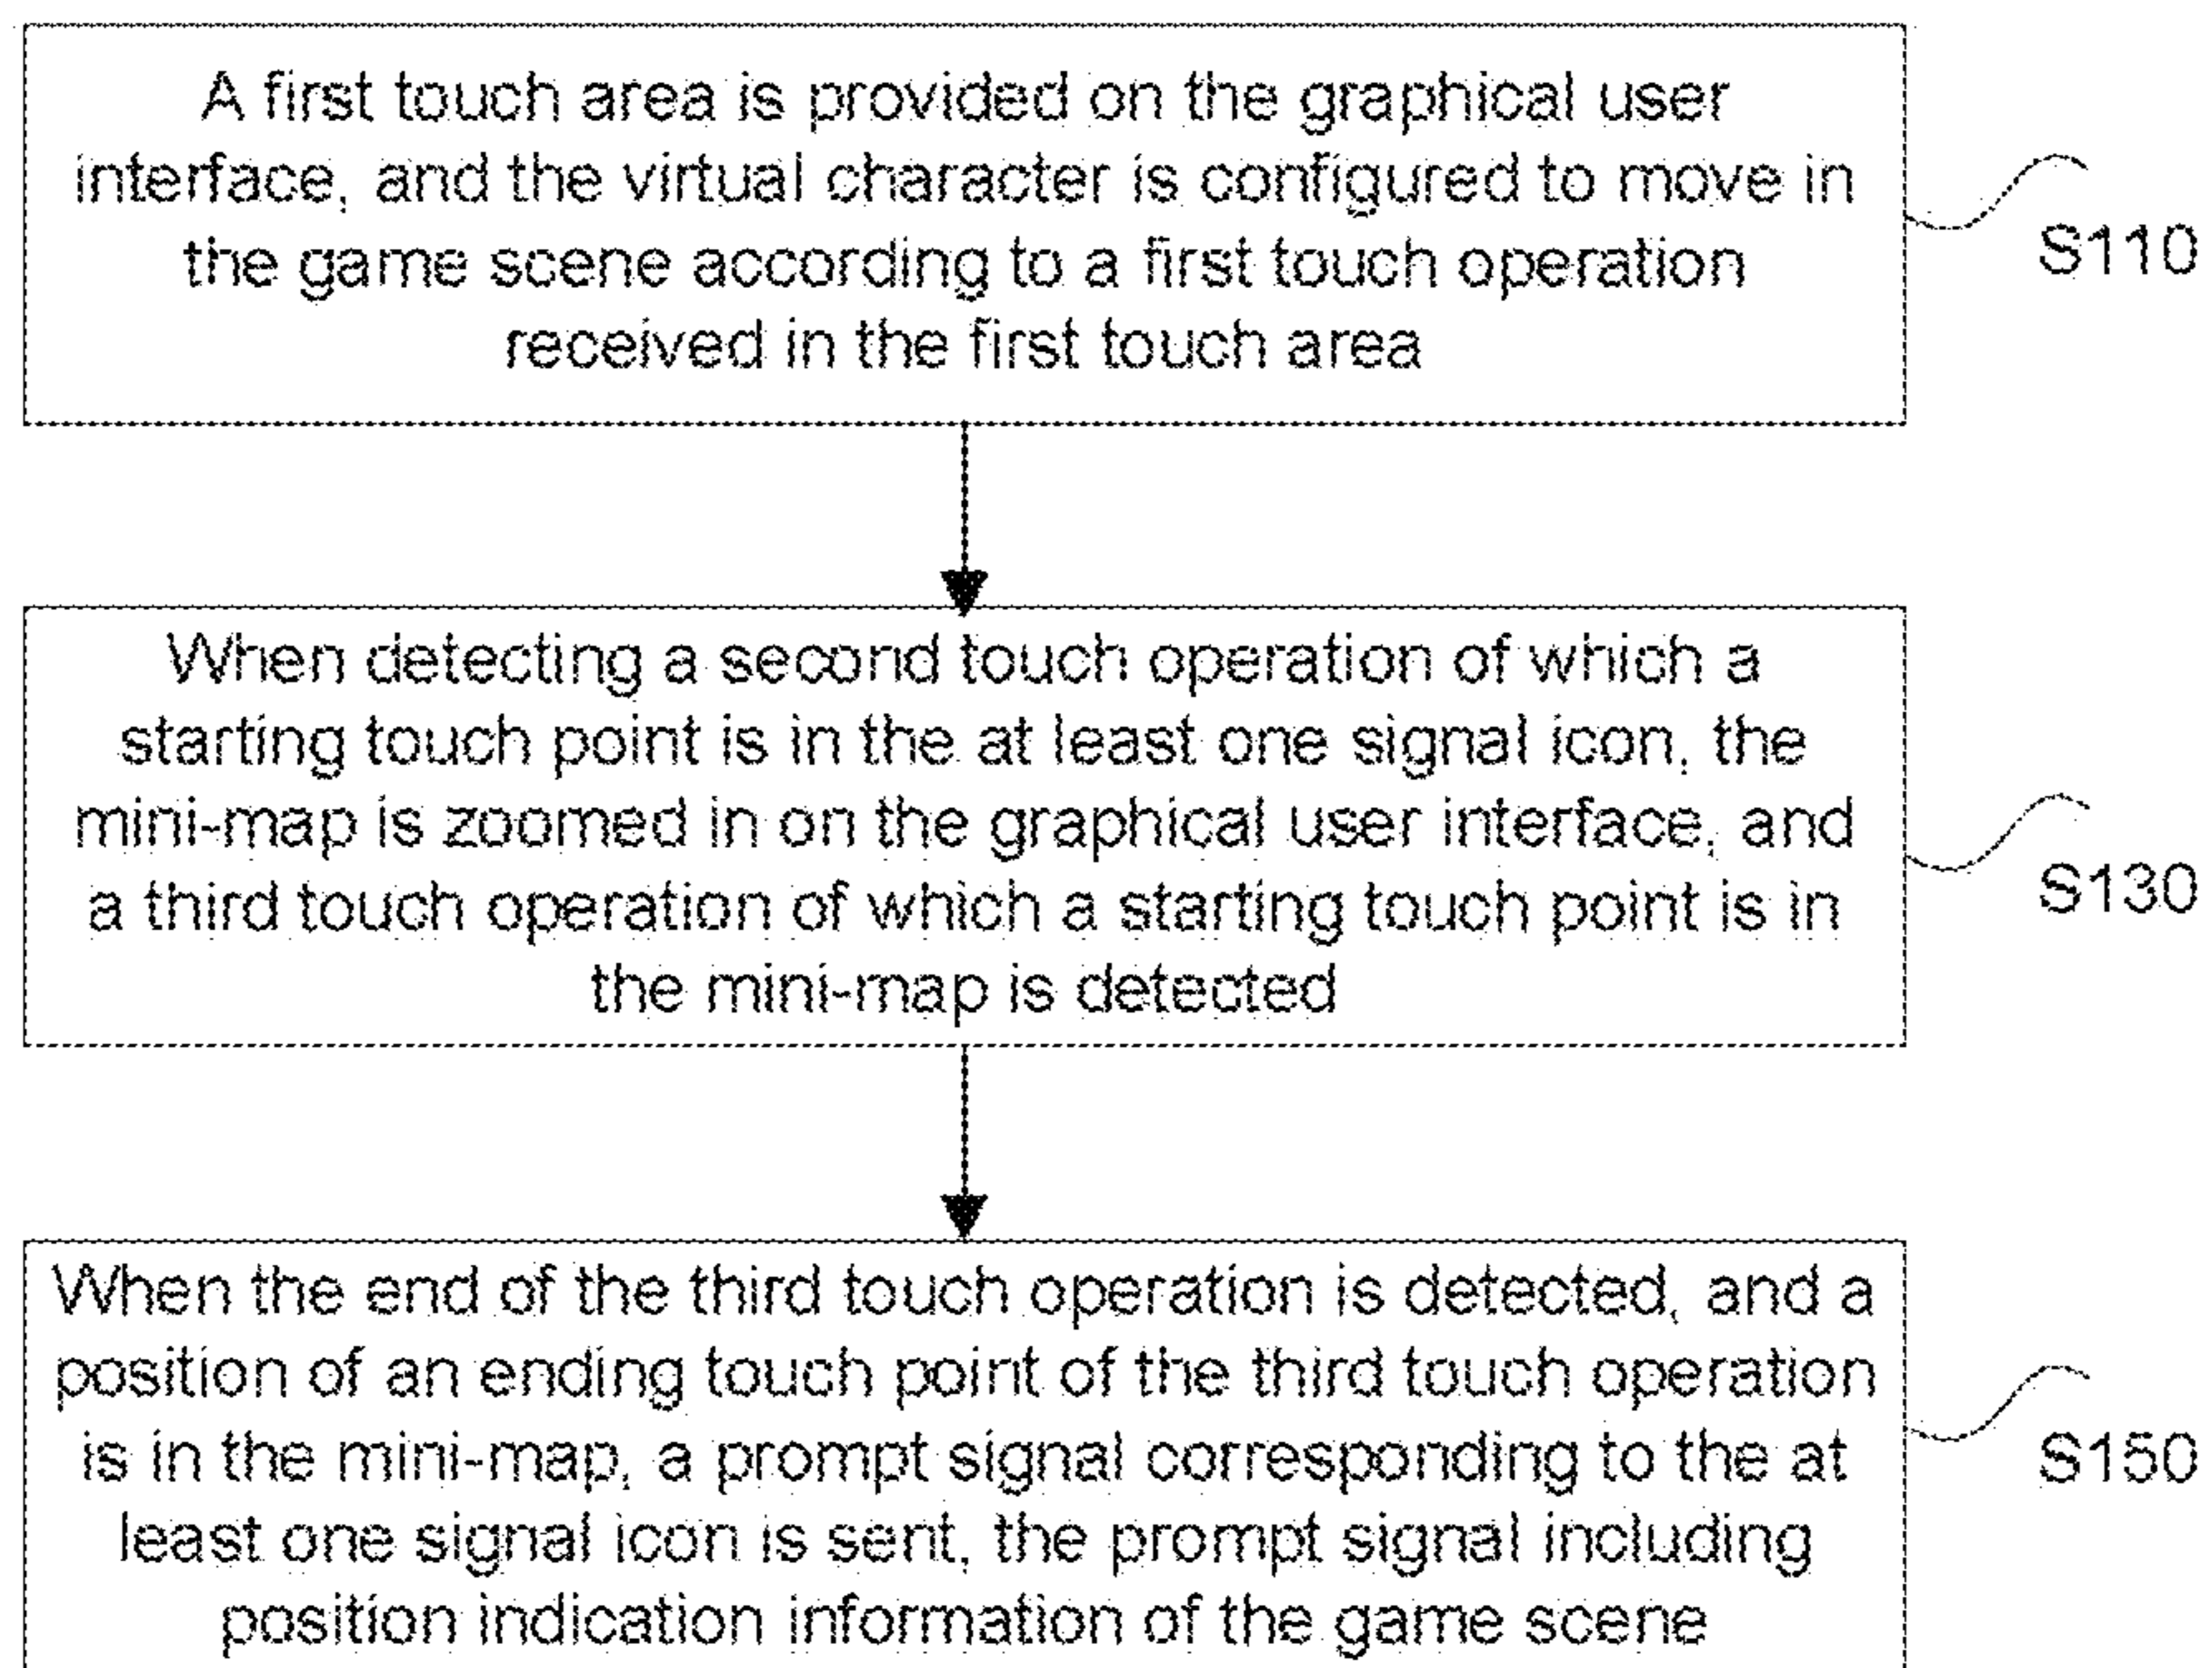 A first touch area is provided on the graphical user
interface, and the virtual character is configured to move in
the game scene according to a first touch operation
received in the first touch area
S110
When detecting a second touch operation of which a
starting touch point is in the at least one signal icon, the
mini-map is zoomed in on the graphical user interface, and
a third touch operation of which a starting touch point is in
the mini-map is detected
S130
When the end of the third touch operation is detected, and a
position of an ending touch point of the third touch operation
is in the mini-map, a prompt signal corresponding to the at
least one signal icon is sent, the prompt signal including
position indication information of the game scene
S150